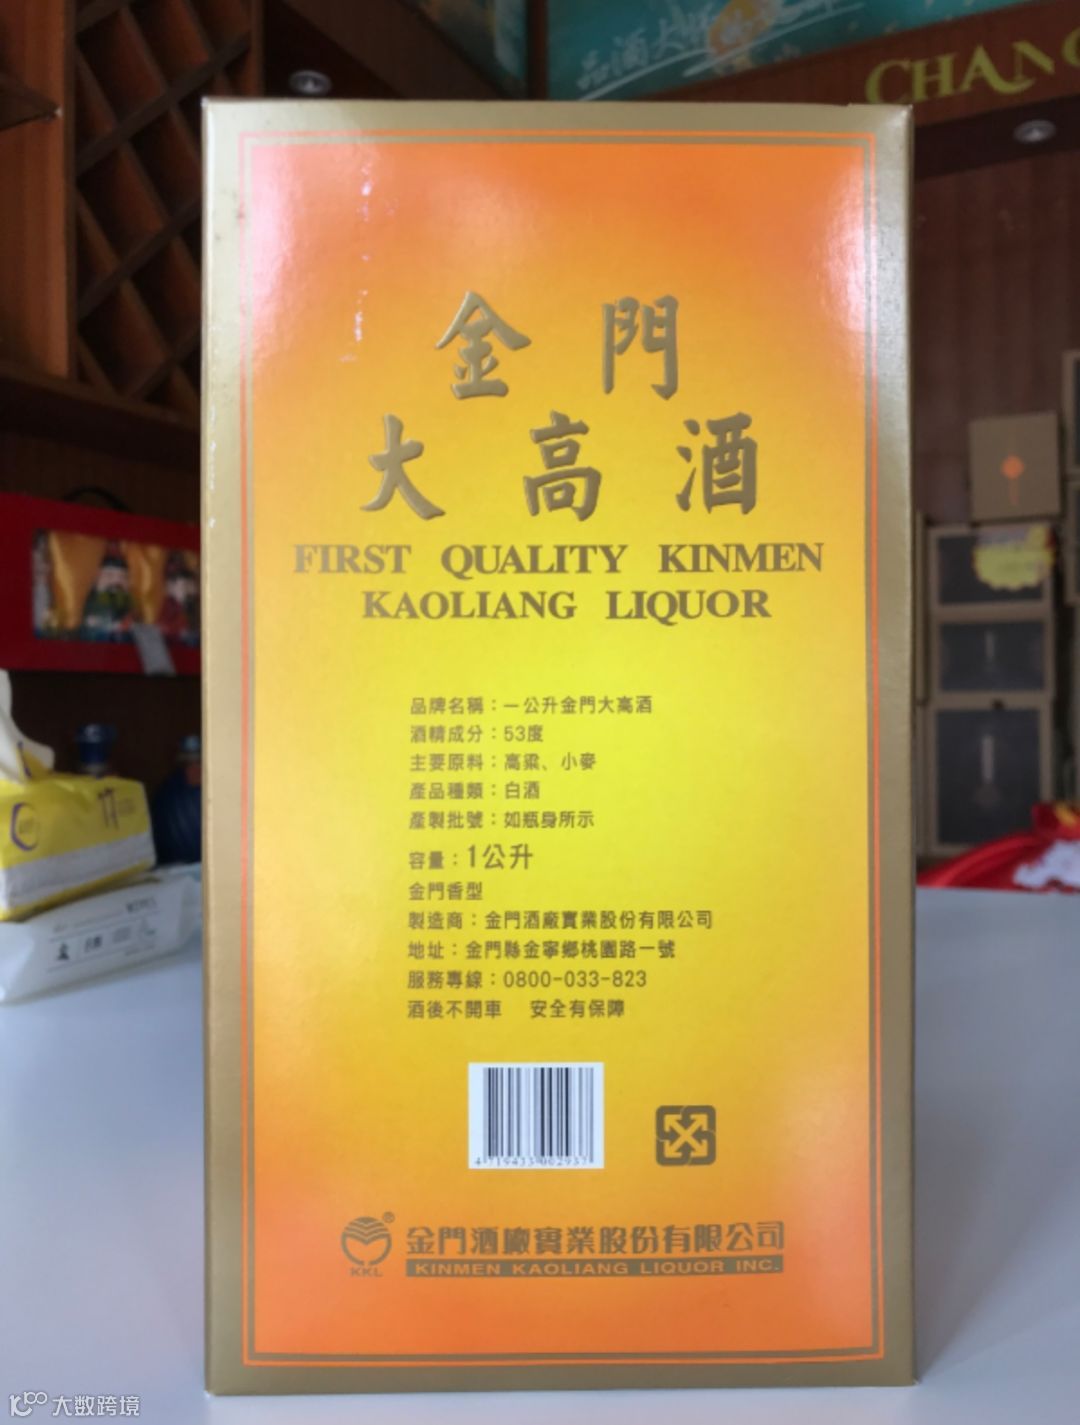 品酒大師
CHANG
金門
大高酒
FIRST QUALITY KINMEN
KAOLIANG LIQUOR
品牌名稱：一公升金門大高酒
酒精成分：53度
主要原料：高粱、小麥
產品種類：白酒
產製批號：如瓶身所示
容量：1公升
金門香型
製造商：金門酒廠實業股份有限公司
地址：金門縣金寧鄉桃園路一號
服務專線：0800-033-823
酒後不開車 安全有保障
4719433002937
®
KKL
金門酒廠實業股份有限公司
KINMEN KAOLIANG LIQUOR INC.
大数跨境